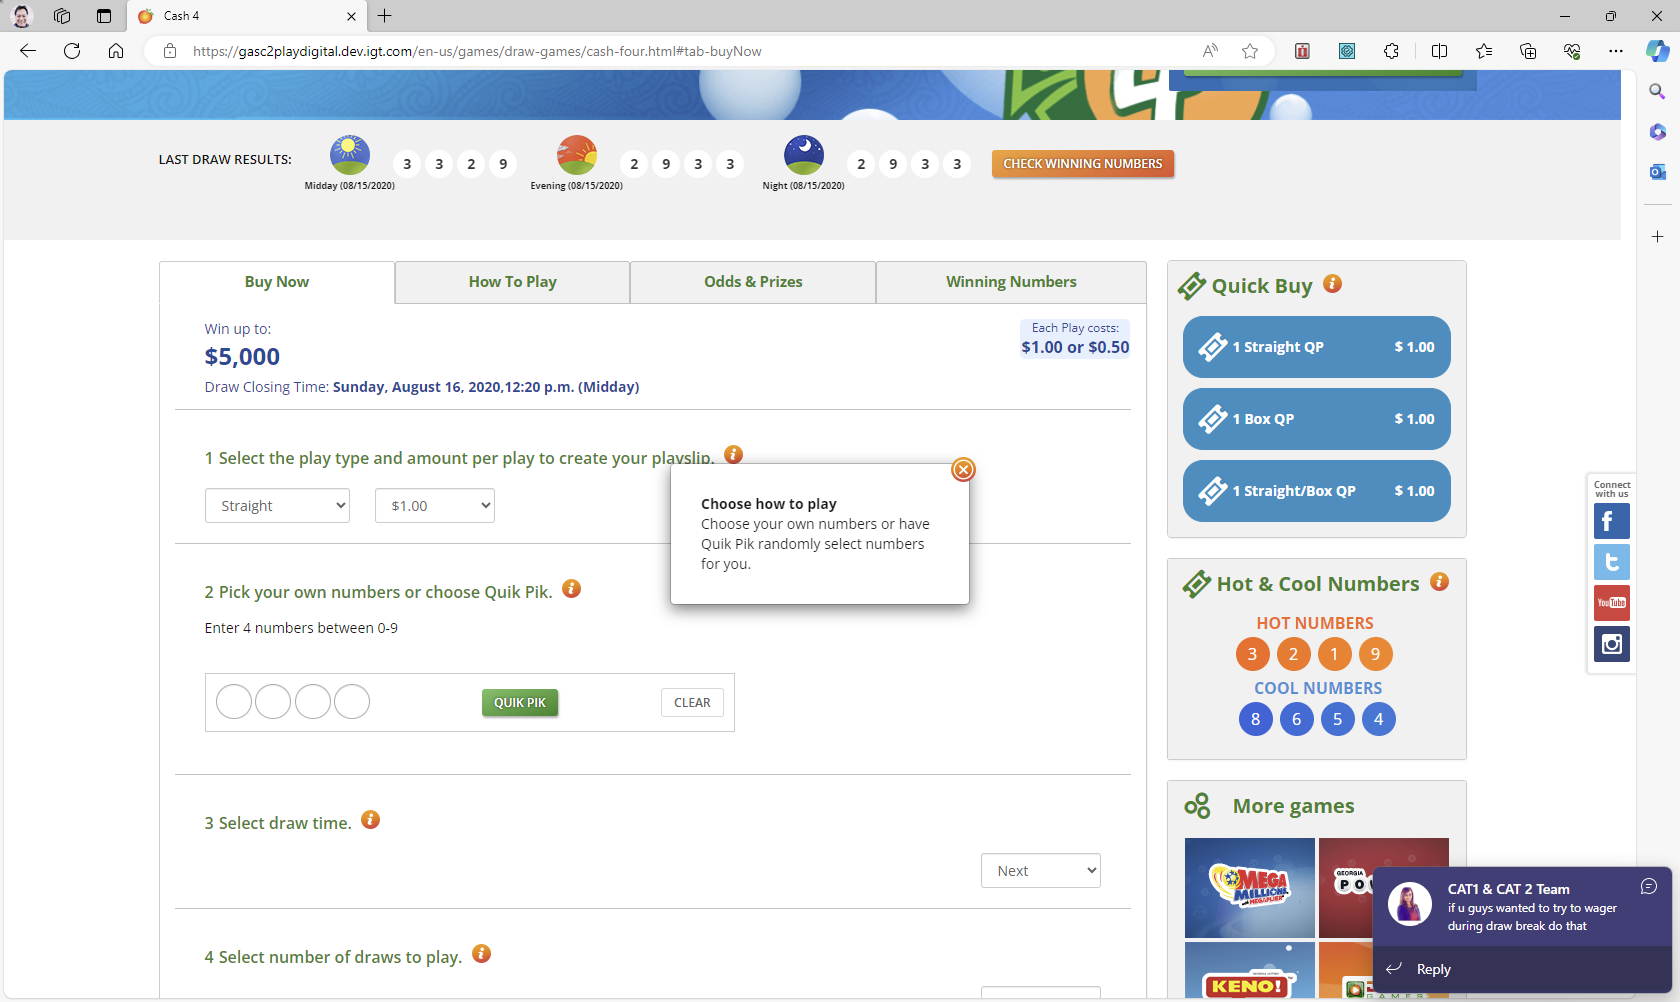 Cash 4
https://gasc2playdigital.dev.igt.com/en-us/games/draw-games/cash-four.html#tab-buyNow
LAST DRAW RESULTS:
3 3 2 9
Midday (08/15/2020)
2 9 3 3
Evening (08/15/2020)
2 9 3 3
Night (08/15/2020)
CHECK WINNING NUMBERS
Buy Now
How To Play
Odds & Prizes
Winning Numbers
Win up to:
$5,000
Draw Closing Time: Sunday, August 16, 2020,12:20 p.m. (Midday)
Each Play costs:
$1.00 or $0.50
1 Select the play type and amount per play to create your playslip.
Straight
$1.00
Choose how to play
Choose your own numbers or have
Quik Pik randomly select numbers
for you.
2 Pick your own numbers or choose Quik Pik.
Enter 4 numbers between 0-9
QUIK PIK
CLEAR
3 Select draw time.
Next
4 Select number of draws to play.
Quick Buy
1 Straight QP $ 1.00
1 Box QP $ 1.00
1 Straight/Box QP $ 1.00
Hot & Cool Numbers
HOT NUMBERS
3 2 1 9
COOL NUMBERS
8 6 5 4
More games
MEGA
MILLIONS
MEGAPLIER
GEORGIA
KENO!
GAMES
Connect
with us
YouTube
CAT1 & CAT 2 Team
if u guys wanted to try to wager
during draw break do that
Reply